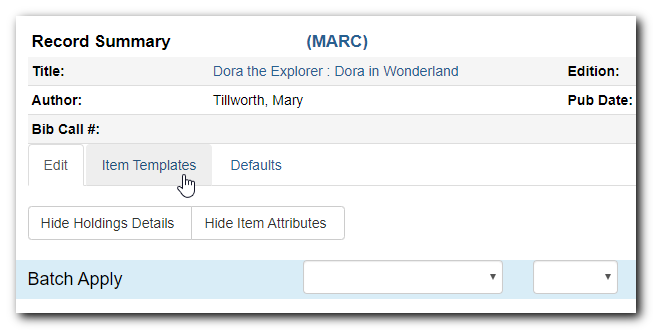 Record Summary (MARC)
Title: Dora the Explorer : Dora in Wonderland Edition:
Author: Tillworth, Mary Pub Date:
Bib Call #:
Edit Item Templates Defaults
Hide Holdings Details Hide Item Attributes
Batch Apply